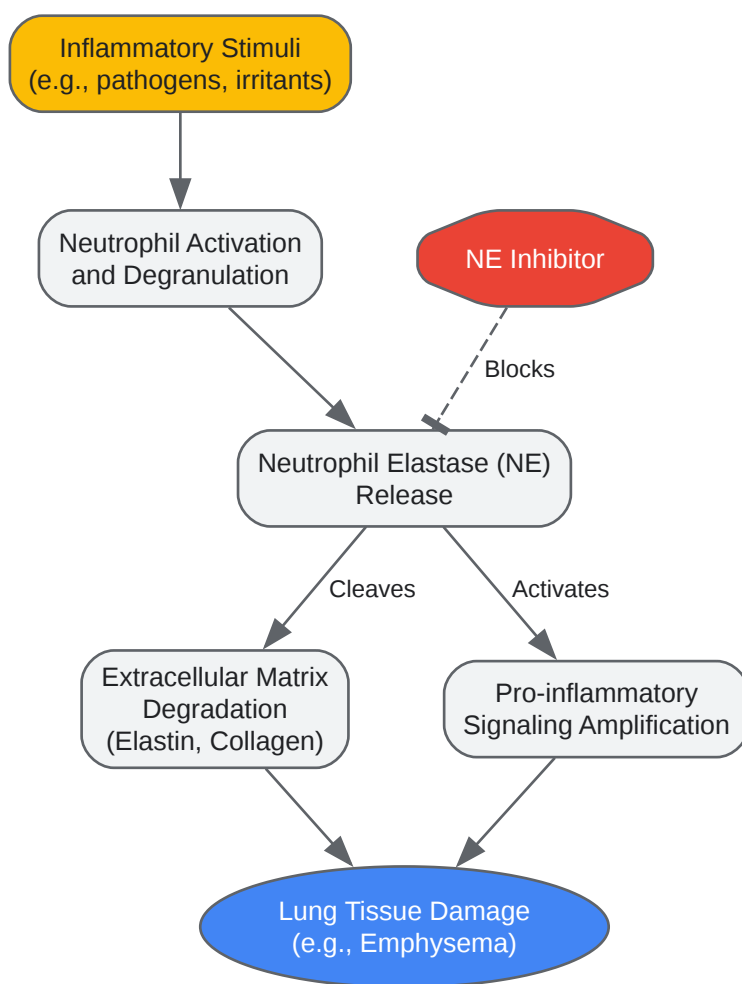 Inflammatory Stimuli
(e.g., pathogens, irritants)
Neutrophil Activation
and Degranulation
NE Inhibitor
Blocks
Neutrophil Elastase (NE)
Release
Cleaves
Activates
Extracellular Matrix
Degradation
(Elastin, Collagen)
Pro-inflammatory
Signaling Amplification
Lung Tissue Damage
(e.g., Emphysema)